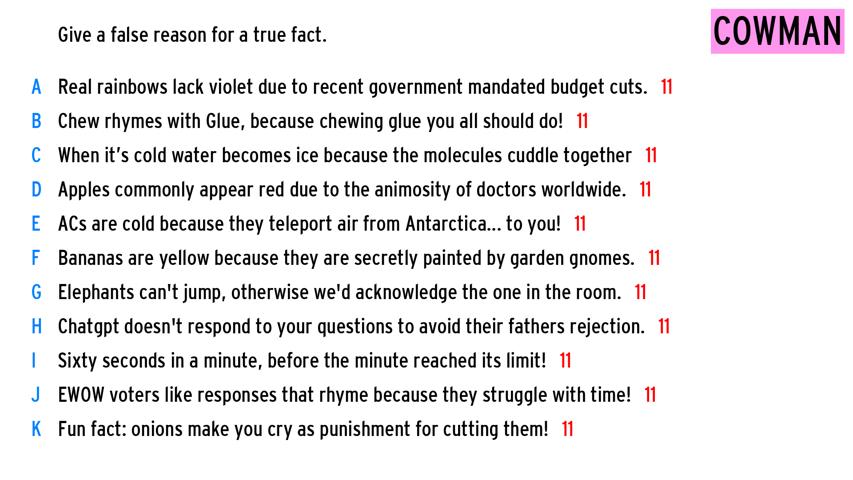 Give a false reason for a true fact.
COWMAN
A Real rainbows lack violet due to recent government mandated budget cuts. 11
B Chew rhymes with Glue, because chewing glue you all should do! 11
C When it's cold water becomes ice because the molecules cuddle together 11
D Apples commonly appear red due to the animosity of doctors worldwide. 11
E ACs are cold because they teleport air from Antarctica... to you! 11
F Bananas are yellow because they are secretly painted by garden gnomes. 11
G Elephants can't jump, otherwise we'd acknowledge the one in the room. 11
H Chatgpt doesn't respond to your questions to avoid their fathers rejection. 11
I Sixty seconds in a minute, before the minute reached its limit! 11
J EWOW voters like responses that rhyme because they struggle with time! 11
K Fun fact: onions make you cry as punishment for cutting them! 11